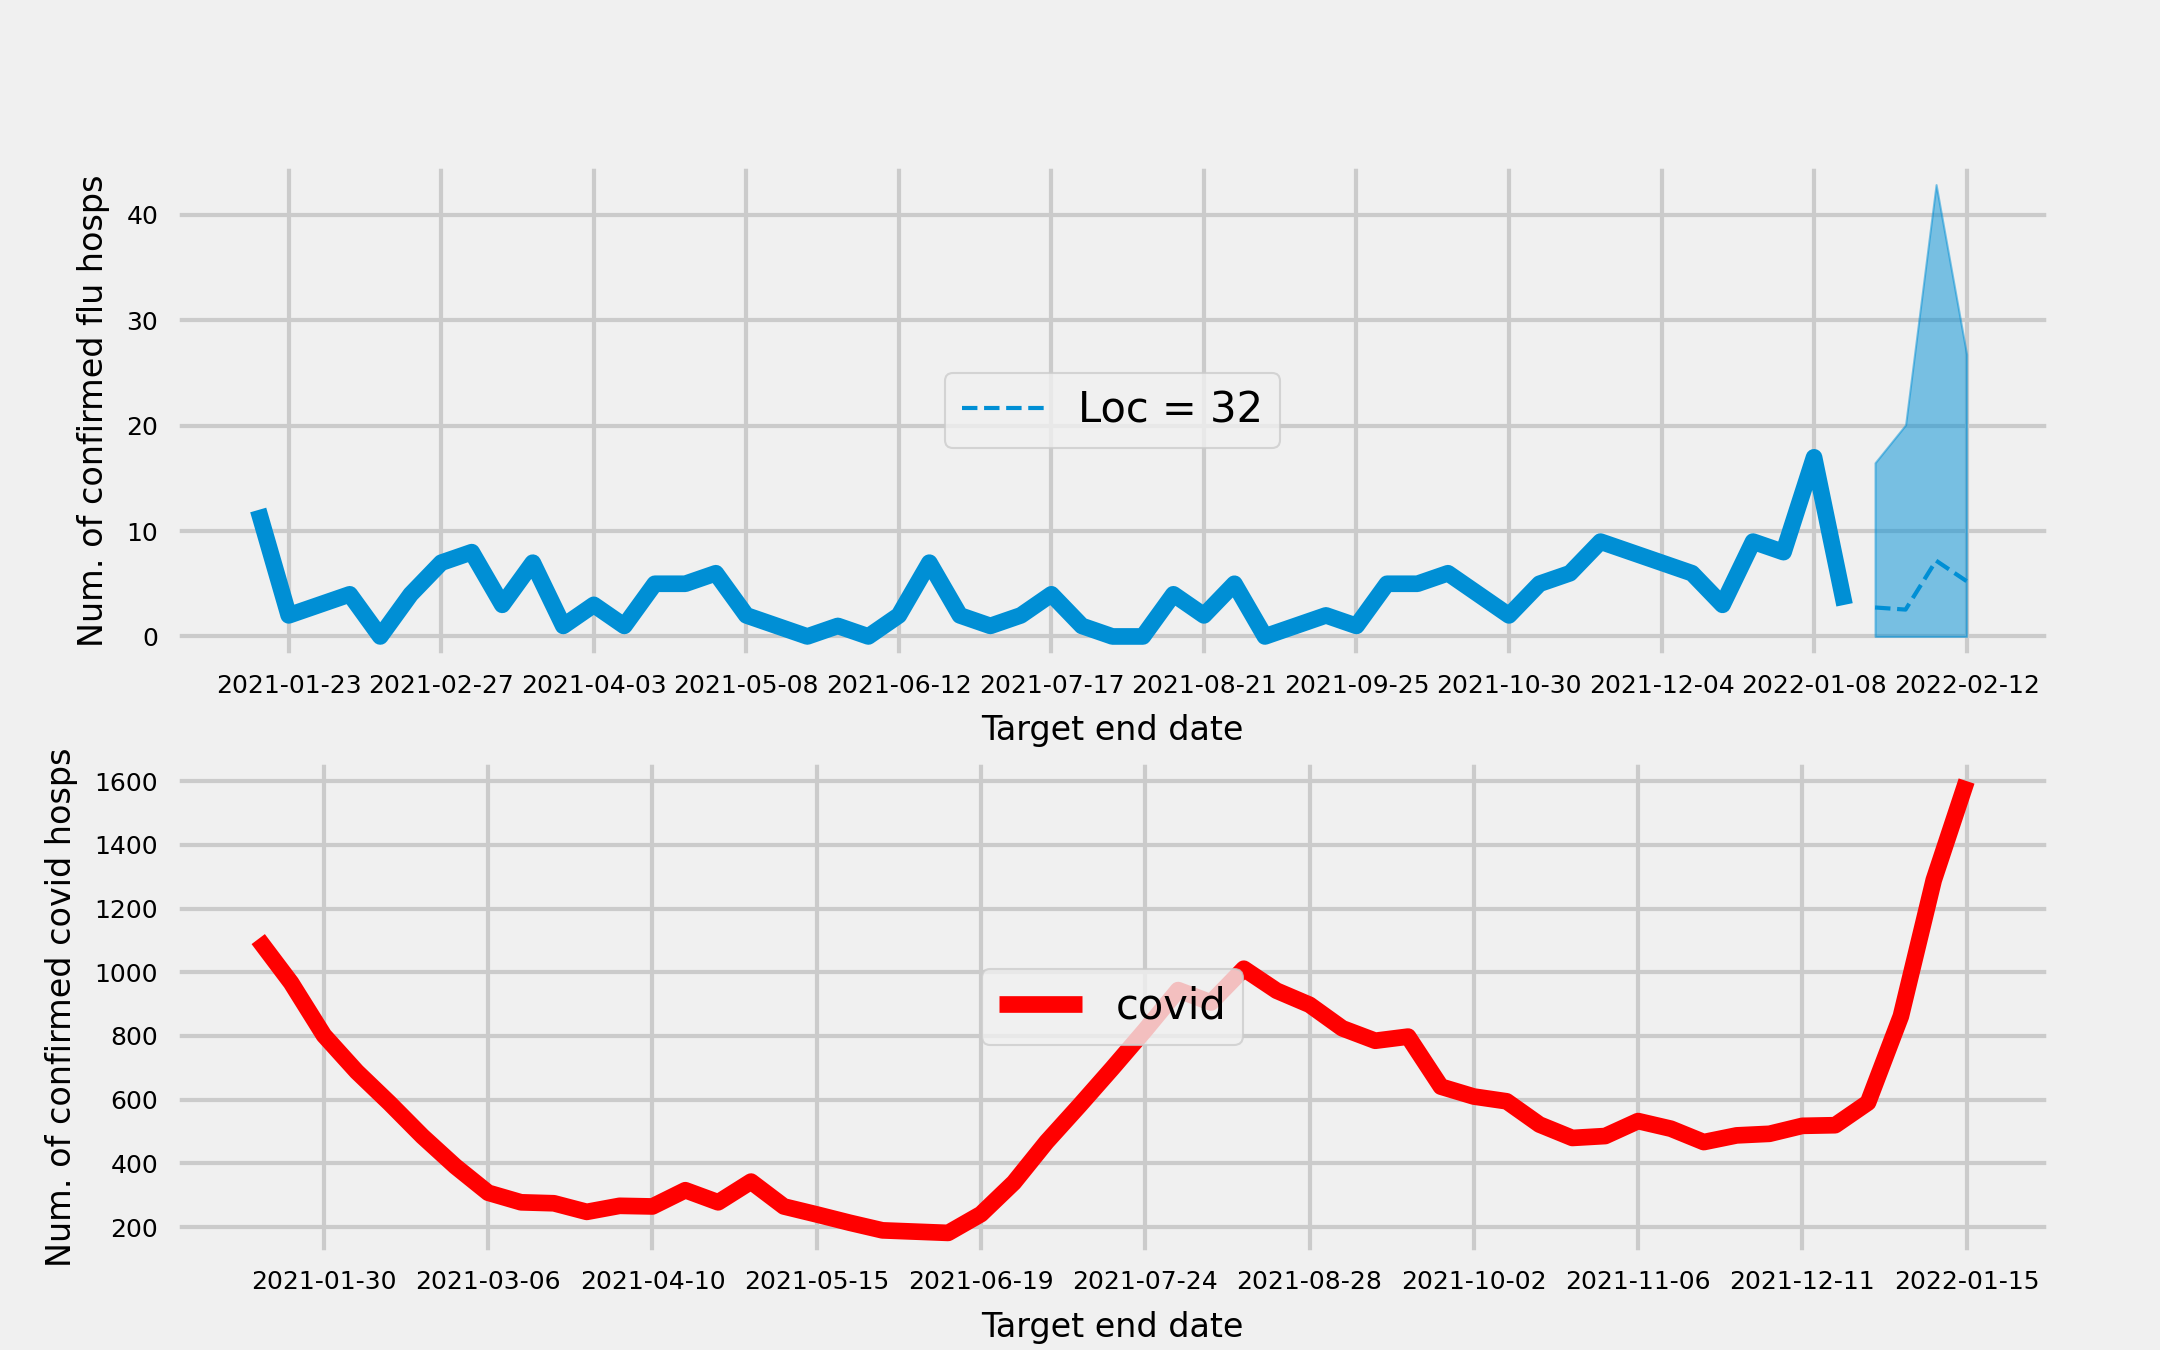 Num. of confirmed flu hosps
40
30
20
10
0
Loc = 32
2021-01-23 2021-02-27 2021-04-03 2021-05-08 2021-06-12 2021-07-17 2021-08-21 2021-09-25 2021-10-30 2021-12-04 2022-01-08 2022-02-12
Target end date
Num. of confirmed covid hosps
1600
1400
1200
1000
800
600
400
200
covid
2021-01-30 2021-03-06 2021-04-10 2021-05-15 2021-06-19 2021-07-24 2021-08-28 2021-10-02 2021-11-06 2021-12-11 2022-01-15
Target end date